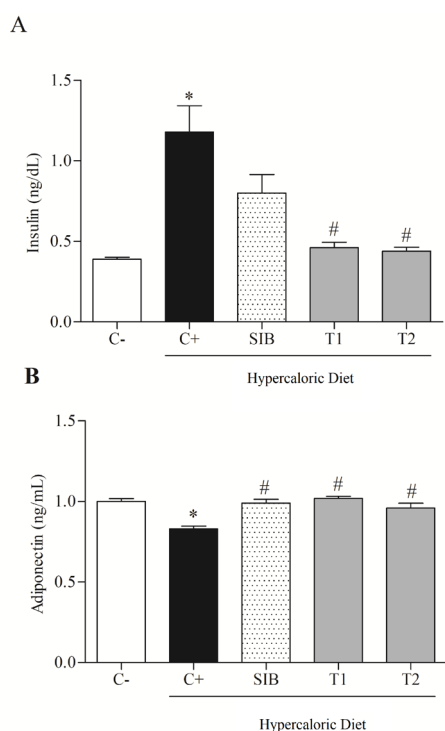 A
1.5
1.0
0.5
0.0
Insulin (ng/dL)
*
#
#
C- C+ SIB T1 T2
Hypercaloric Diet
B
1.5
1.0
0.5
0.0
Adiponectin (ng/mL)
*
#
#
#
C- C+ SIB T1 T2
Hypercaloric Diet